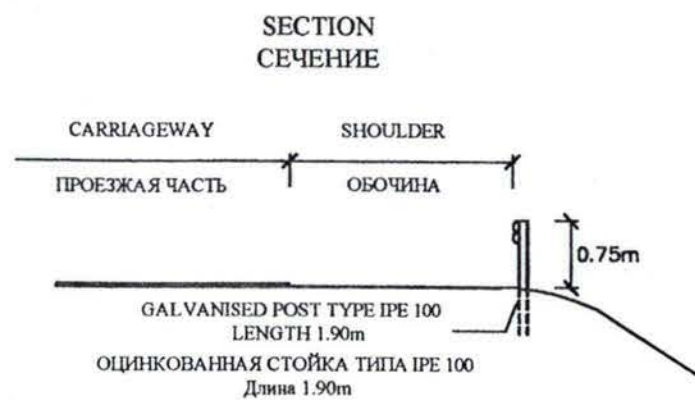 SECTION
СЕЧЕНИЕ
CARRIAGEWAY SHOULDER
ПРОЕЗЖАЯ ЧАСТЬ ОБОЧИНА
0.75m
GALVANISED POST TYPE IPE 100
LENGTH 1.90m
ОЦИНКОВАННАЯ СТОЙКА ТИПА IPE 100
Длина 1.90m